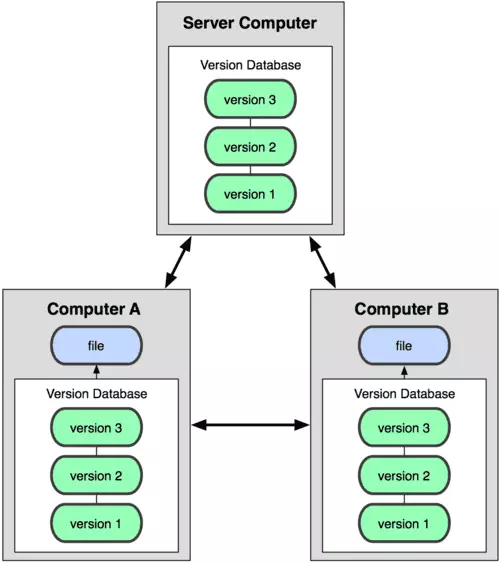 Server Computer
Version Database
version 3
version 2
version 1
Computer A
file
Version Database
version 3
version 2
version 1
Computer B
file
Version Database
version 3
version 2
version 1